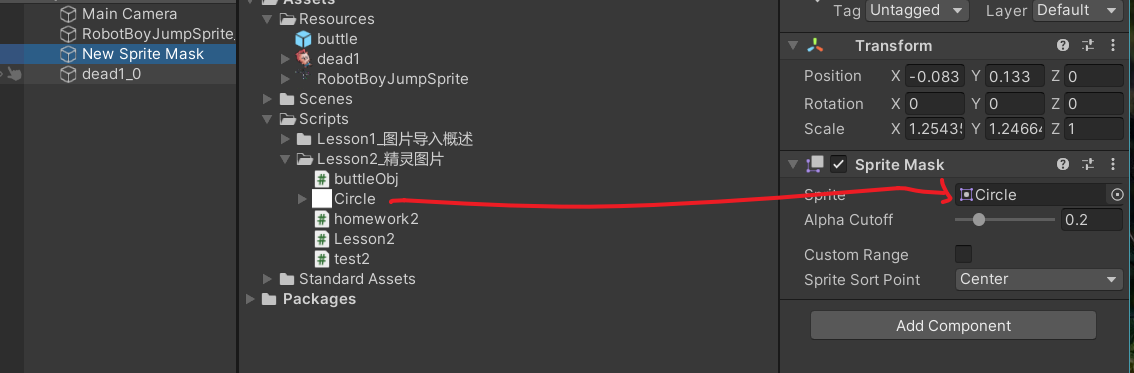 Main Camera
RobotBoyJumpSprite_
New Sprite Mask
dead1_0
Assets
Resources
buttle
dead1
RobotBoyJumpSprite
Scenes
Scripts
Lesson1_图片导入概述
Lesson2_精灵图片
buttleObj
Circle
homework2
Lesson2
test2
Standard Assets
Packages
Tag Untagged Layer Default
Transform
Position X -0.083 Y 0.133 Z 0
Rotation X 0 Y 0 Z 0
Scale X 1.2543 Y 1.2466 Z 1
Sprite Mask
Sprite Circle
Alpha Cutoff 0.2
Custom Range
Sprite Sort Point Center
Add Component